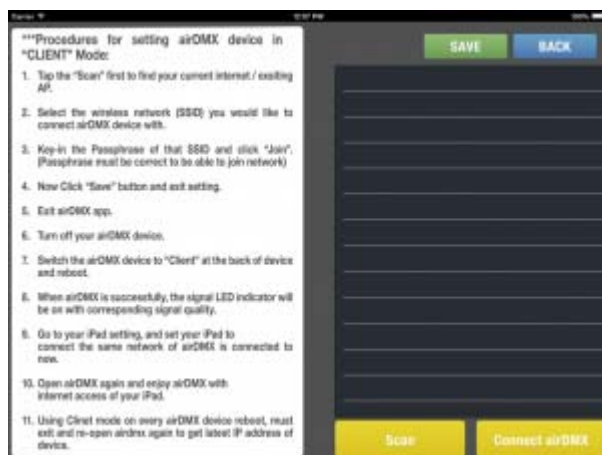 Carrier
12:57 PM
100%
***Procedures for setting airDMX device in
"CLIENT" Mode:
1. Tap the "Scan" first to find your current internet / exsiting
AP.
2. Select the wireless network (SSID) you would like to
connect airDMX device with.
3. Key-in the Passphrase of that SSID and click "Join".
(Passphrase must be correct to be able to join network)
4. Now Click "Save" button and exit setting.
5. Exit airDMX app.
6. Turn off your airDMX device.
7. Switch the airDMX device to "Client" at the back of device
and reboot.
8. When airDMX is successfully, the signal LED indicator will
be on with corresponding signal quality.
9. Go to your iPad setting, and set your iPad to
connect the same network of airDMX is connected to
now.
10. Open airDMX again and enjoy airDMX with
internet access of your iPad.
11. Using Clinet mode on every airDMX device reboot, must
exit and re-open airdmx again to get latest IP address of
device.
SAVE
BACK
Scan
Connect airDMX